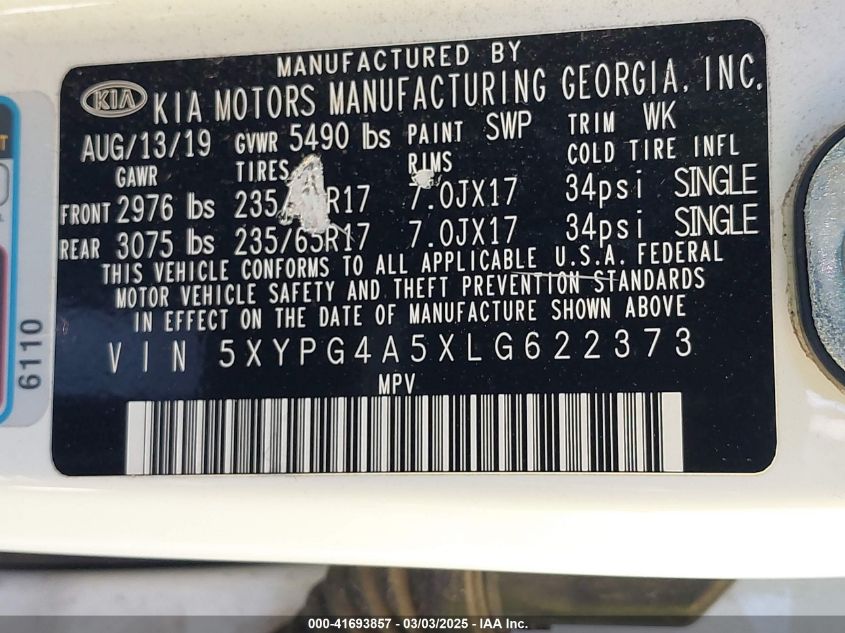 MANUFACTURED BY
KIA KIA MOTORS MANUFACTURING GEORGIA, INC.
AUG/13/19 GVWR 5490 lbs PAINT SWP TRIM WK
GAWR TIRES RIMS COLD TIRE INFL
FRONT 2976 lbs 235/ R17 7.0JX17 34psi SINGLE
REAR 3075 lbs 235/65R17 7.0JX17 34psi SINGLE
THIS VEHICLE CONFORMS TO ALL APPLICABLE U.S.A. FEDERAL
MOTOR VEHICLE SAFETY AND THEFT PREVENTION STANDARDS
IN EFFECT ON THE DATE OF MANUFACTURE SHOWN ABOVE
VIN 5XYPG4A5XLG622373
MPV
6110
000-41693857 - 03/03/2025 - IAA Inc.